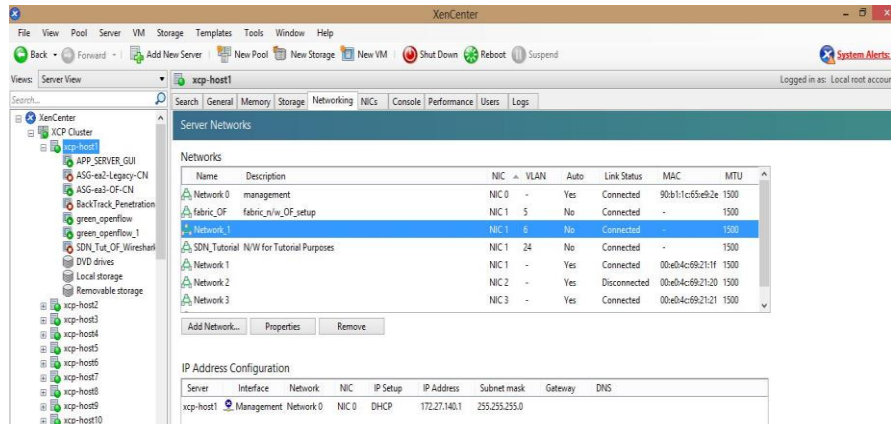 XenCenter
File View Pool Server VM Storage Templates Tools Window Help
Back Forward Add New Server New Pool New Storage New VM Shut Down Reboot Suspend System Alerts:
Views: Server View xcp-host1 Logged in as: Local root accour
Search... Search General Memory Storage Networking NICs Console Performance Users Logs
XenCenter
XCP Cluster
xcp-host1
APP_SERVER_GUI
ASG-ea2-Legacy-CN
ASG-ea3-OF-CN
BackTrack_Penetration
green_openflow
green_openflow_1
SDN_Tut_OF_Wireshark
DVD drives
Local storage
Removable storage
xcp-host2
xcp-host3
xcp-host4
xcp-host5
xcp-host6
xcp-host7
xcp-host8
xcp-host9
xcp-host10
Server Networks
Networks
Name Description NIC VLAN Auto Link Status MAC MTU
Network 0 management NIC 0 - Yes Connected 90:b1:1c:65:e9:2e 1500
fabric_OF fabric_n/w_OF_setup NIC 1 5 No Connected - 1500
Network_1 NIC 1 6 No Connected - 1500
SDN_Tutorial N/W for Tutorial Purposes NIC 1 24 No Connected - 1500
Network 1 NIC 1 - Yes Connected 00:e0:4c:69:21:1f 1500
Network 2 NIC 2 - Yes Disconnected 00:e0:4c:69:21:20 1500
Network 3 NIC 3 - Yes Connected 00:e0:4c:69:21:21 1500
Add Network... Properties Remove
IP Address Configuration
Server Interface Network NIC IP Setup IP Address Subnet mask Gateway DNS
xcp-host1 Management Network 0 NIC 0 DHCP 172.27.140.1 255.255.255.0